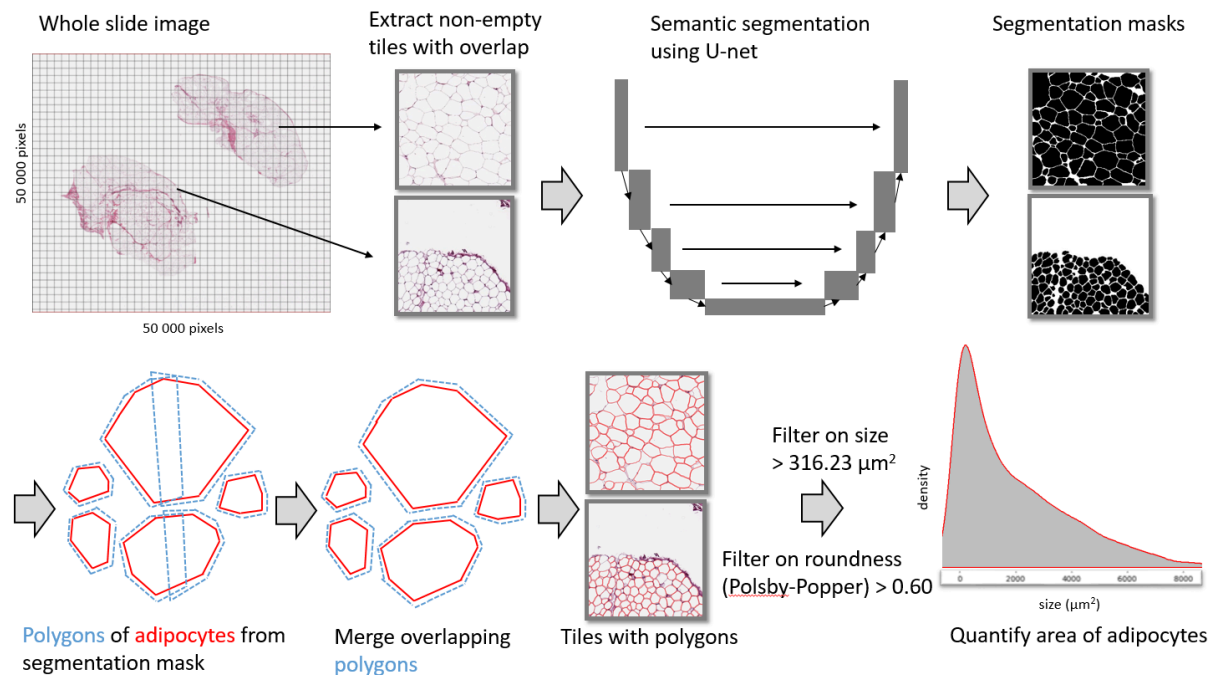 Whole slide image
Extract non-empty
tiles with overlap
Semantic segmentation
using U-net
Segmentation masks
50 000 pixels
50 000 pixels
Polygons of adipocytes from
segmentation mask
Merge overlapping
polygons
Tiles with polygons
Filter on size
> 316.23 µm²
Filter on roundness
(Polsby-Popper) > 0.60
density
0 2000 4000 6000 8000
size (µm²)
Quantify area of adipocytes